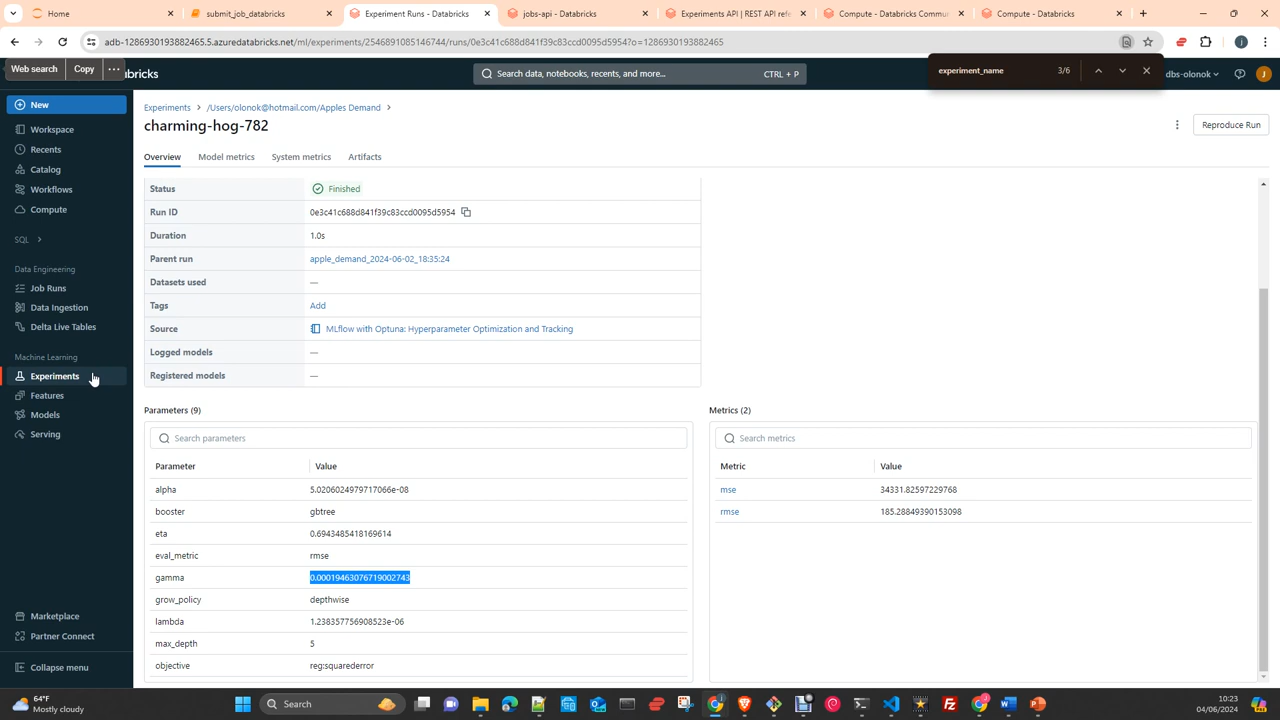 Home
submit_job_databricks
Experiment Runs - Databricks
jobs-api - Databricks
Experiments API | REST API refe
Compute - Databricks Commu
Compute - Databricks
adb-1286930193882465.5.azuredatabricks.net/ml/experiments/2546891085146744/runs/0e3c41c688d841f39c83ccd0095d5954?o=1286930193882465
Web search
Copy
bricks
Search data, notebooks, recents, and more...
CTRL + P
experiment_name
3/6
dbs-olonok
J
New
Workspace
Recents
Catalog
Workflows
Compute
SQL
Data Engineering
Job Runs
Data Ingestion
Delta Live Tables
Machine Learning
Experiments
Features
Models
Serving
Marketplace
Partner Connect
Collapse menu
Experiments > /Users/olonok@hotmail.com/Apples Demand >
charming-hog-782
Reproduce Run
Overview
Model metrics
System metrics
Artifacts
Status Finished
Run ID 0e3c41c688d841f39c83ccd0095d5954
Duration 1.0s
Parent run apple_demand_2024-06-02_18:35:24
Datasets used —
Tags Add
Source MLflow with Optuna: Hyperparameter Optimization and Tracking
Logged models —
Registered models —
Parameters (9)
Search parameters
Parameter Value
alpha 5.0206024979717066e-08
booster gbtree
eta 0.6943485418169614
eval_metric rmse
gamma 0.00019463076719002743
grow_policy depthwise
lambda 1.238357756908523e-06
max_depth 5
objective reg:squarederror
Metrics (2)
Search metrics
Metric Value
mse 34331.82597229768
rmse 185.28849390153098
64°F
Mostly cloudy
Search
10:23
04/06/2024